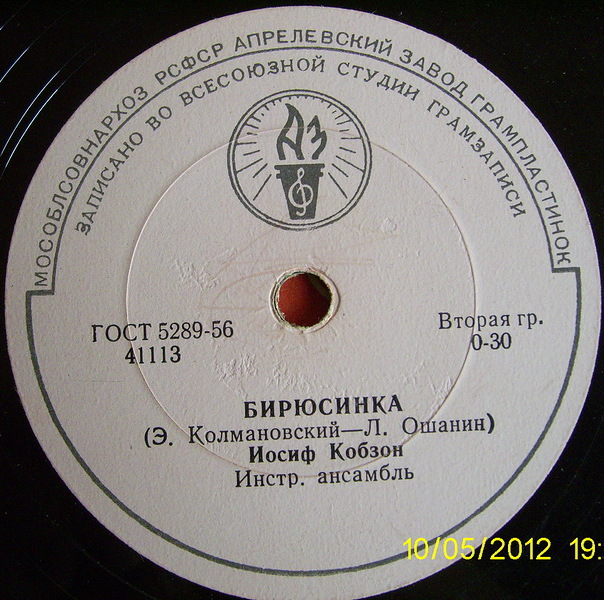 МОСОБЛСОВНАРХОЗ РСФСР АПРЕЛЕВСКИЙ ЗАВОД ГРАМПЛАСТИНОК
ЗАПИСАНО ВО ВСЕСОЮЗНОЙ СТУДИИ ГРАМЗАПИСИ
АЗ
ГОСТ 5289-56
41113
Вторая гр.
0-30
БИРЮСИНКА
(Э. Колмановский—Л. Ошанин)
Иосиф Кобзон
Инстр. ансамбль
10/05/2012 19: